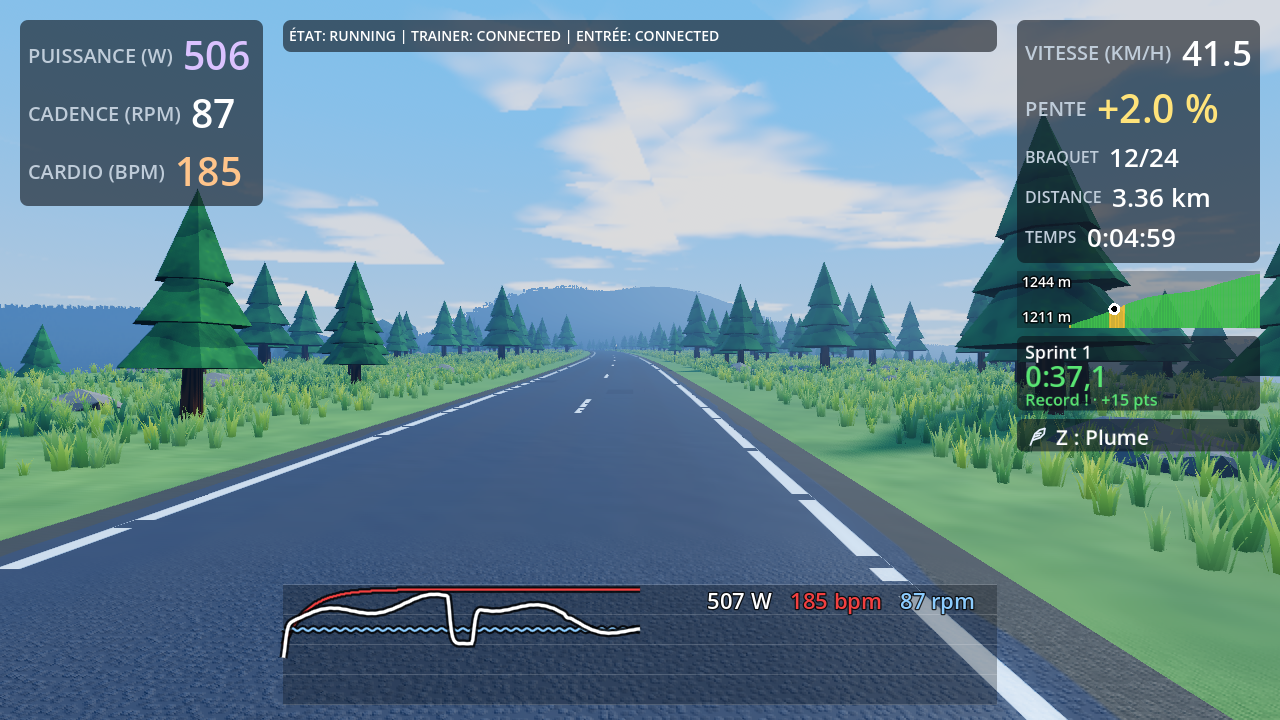 PUISSANCE (W) 506
CADENCE (RPM) 87
CARDIO (BPM) 185
ÉTAT: RUNNING | TRAINER: CONNECTED | ENTRÉE: CONNECTED
VITESSE (KM/H) 41.5
PENTE +2.0 %
BRAQUET 12/24
DISTANCE 3.36 km
TEMPS 0:04:59
1244 m
1211 m
Sprint 1
0:37,1
Record ! · +15 pts
Z : Plume
507 W 185 bpm 87 rpm